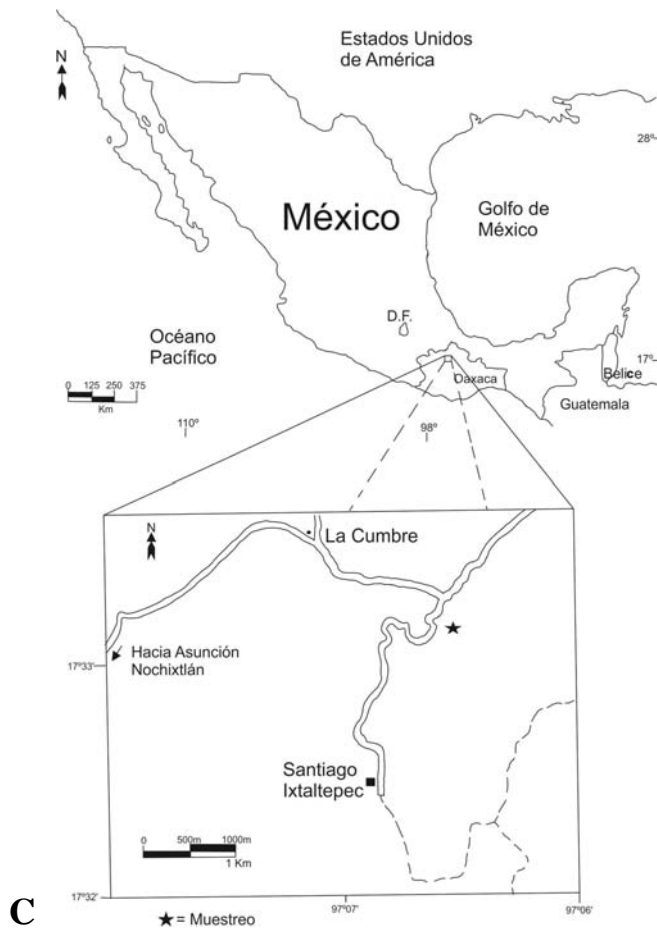 Estados Unidos
de América
N
28º
México
Golfo de
México
D.F.
Océano
Pacífico
17º
Belice
Oaxaca
0 125 250 375
Km
Guatemala
110º
98º
N
La Cumbre
Hacia Asunción
Nochixtlán
17º33'
Santiago
Ixtaltepec
0 500m 1000m
1 Km
17º32'
97º07'
97º06'
C
★ = Muestreo